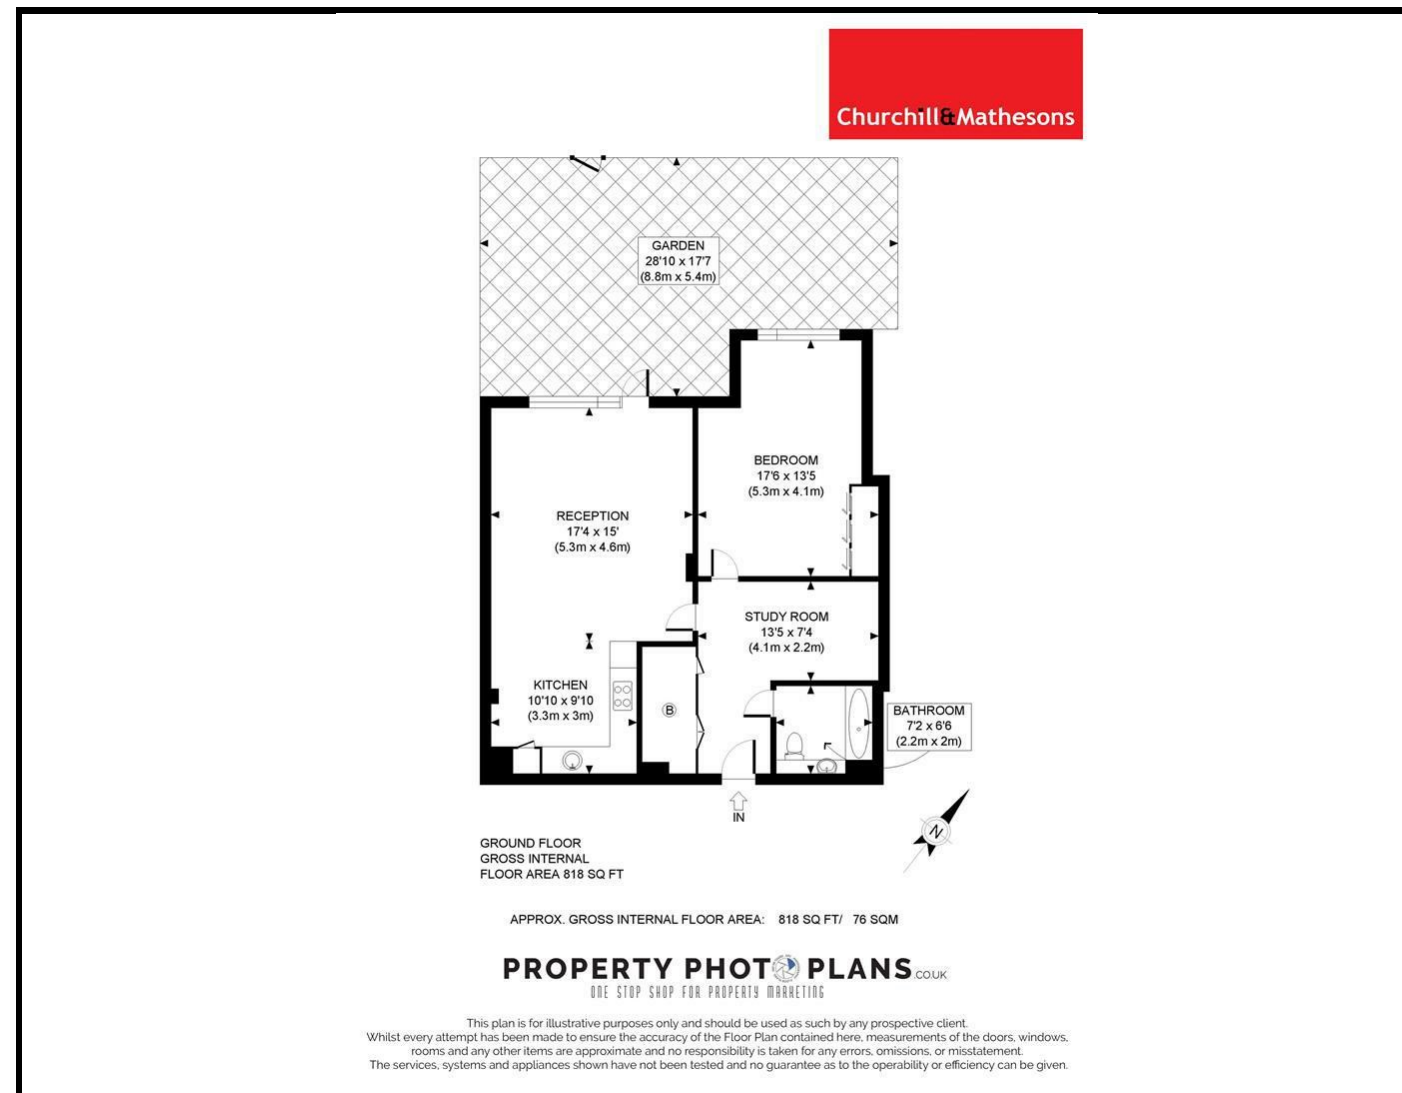 Churchill&Mathesons
GARDEN
28'10 x 17'7
(8.8m x 5.4m)
BEDROOM
17'6 x 13'5
(5.3m x 4.1m)
RECEPTION
17'4 x 15'
(5.3m x 4.6m)
STUDY ROOM
13'5 x 7'4
(4.1m x 2.2m)
KITCHEN
10'10 x 9'10
(3.3m x 3m)
B
BATHROOM
7'2 x 6'6
(2.2m x 2m)
IN
N
GROUND FLOOR
GROSS INTERNAL
FLOOR AREA 818 SQ FT
APPROX. GROSS INTERNAL FLOOR AREA: 818 SQ FT/ 76 SQM
PROPERTY PHOTO PLANS.CO.UK
ONE STOP SHOP FOR PROPERTY MARKETING
This plan is for illustrative purposes only and should be used as such by any prospective client.
Whilst every attempt has been made to ensure the accuracy of the Floor Plan contained here, measurements of the doors, windows,
rooms and any other items are approximate and no responsibility is taken for any errors, omissions, or misstatement.
The services, systems and appliances shown have not been tested and no guarantee as to the operability or efficiency can be given.